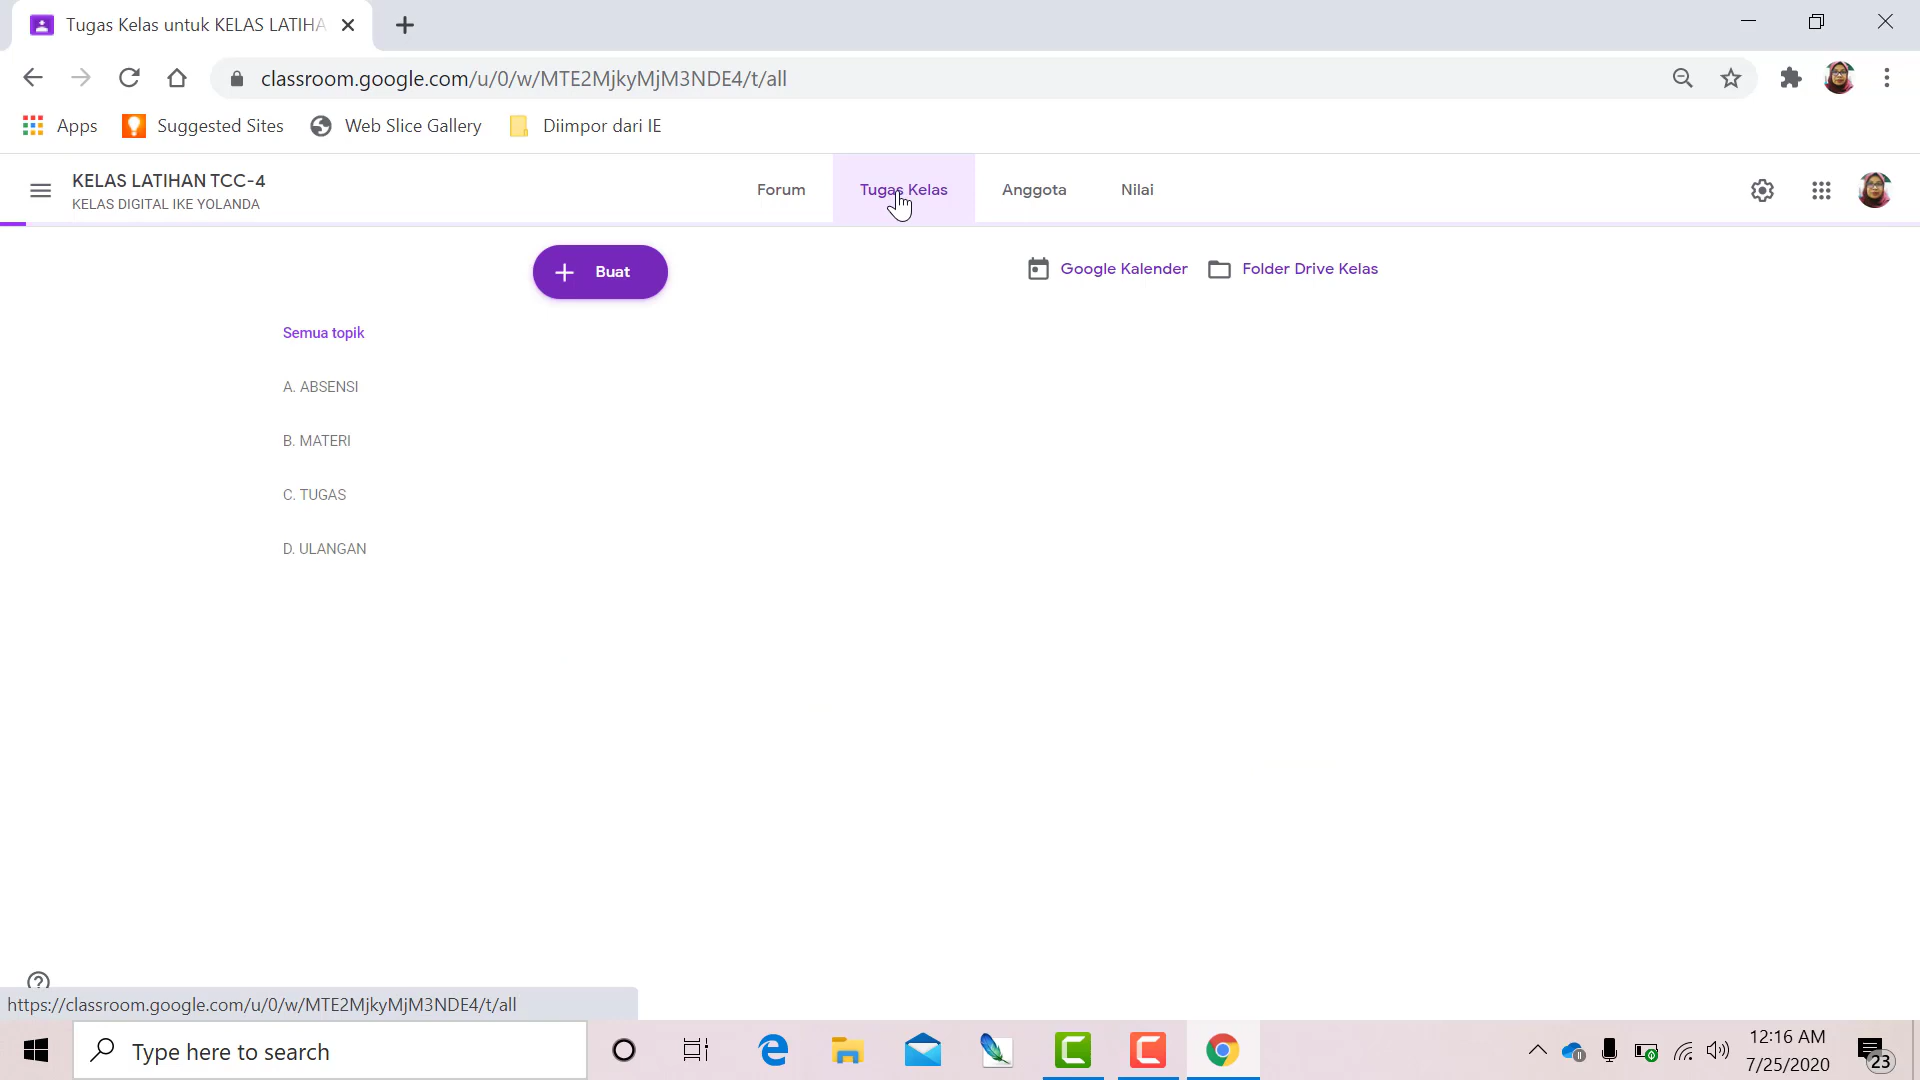 Tugas Kelas untuk KELAS LATIHA
classroom.google.com/u/0/w/MTE2MjkyMjM3NDE4/t/all
Apps Suggested Sites Web Slice Gallery Diimpor dari IE
KELAS LATIHAN TCC-4
KELAS DIGITAL IKE YOLANDA
Forum Tugas Kelas Anggota Nilai
Buat
Google Kalender Folder Drive Kelas
Semua topik
A. ABSENSI
B. MATERI
C. TUGAS
D. ULANGAN
https://classroom.google.com/u/0/w/MTE2MjkyMjM3NDE4/t/all
Type here to search
12:16 AM
7/25/2020
23